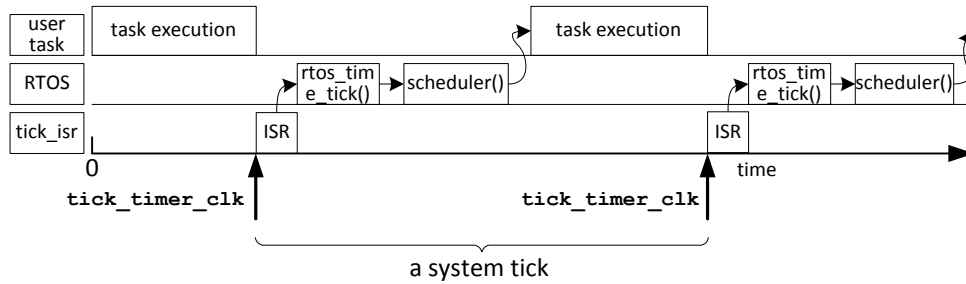 user
task
task execution
task execution
RTOS
rtos_tim
e_tick()
scheduler()
rtos_tim
e_tick()
scheduler()
tick_isr
ISR
ISR
0
time
tick_timer_clk
tick_timer_clk
a system tick